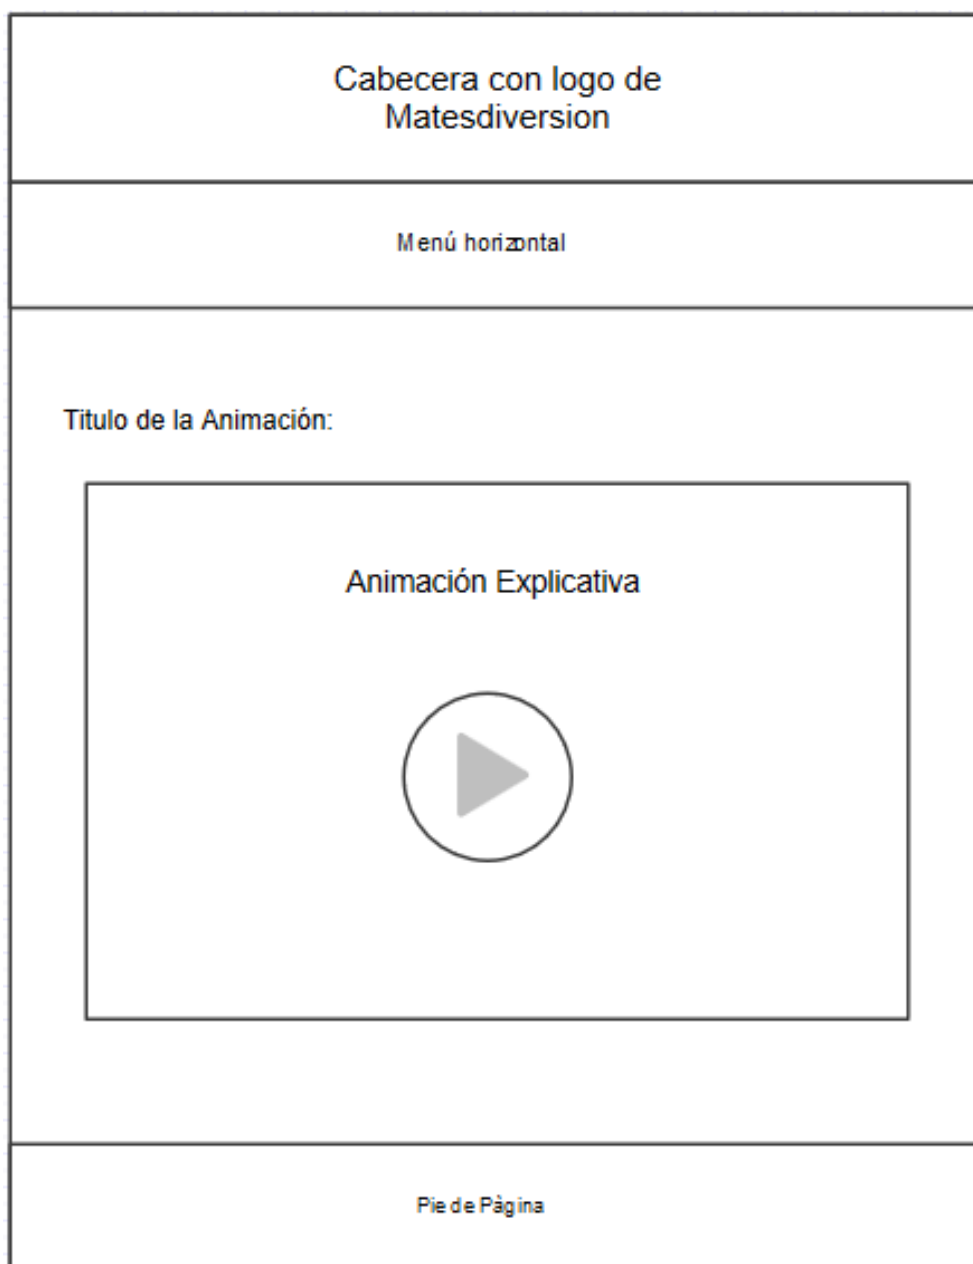 Cabecera con logo de
Matesdiversion
Menú horizontal
Titulo de la Animación:
Animación Explicativa
Pie de Pàgina